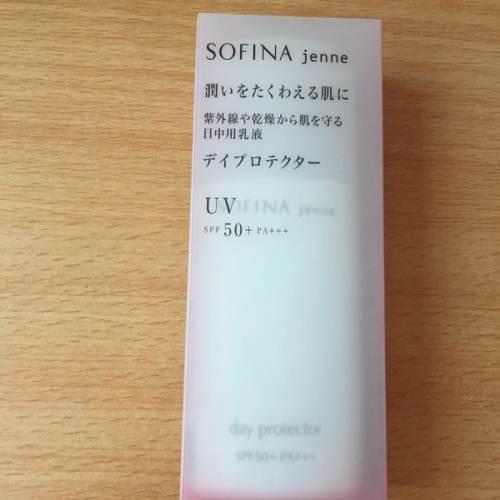 SOFINA jenne
潤いをたくわえる肌に
紫外線や乾燥から肌を守る
日中用乳液
デイプロテクター
UV
SPF 50+ PA+++
SOFINA jenne
day protector
SPF50+ PA+++